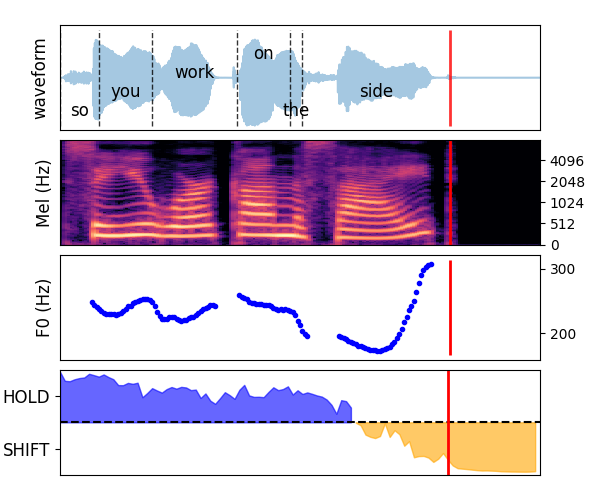 waveform
so you work on the side
Mel (Hz)
4096
2048
1024
512
0
F0 (Hz)
300
200
HOLD
SHIFT